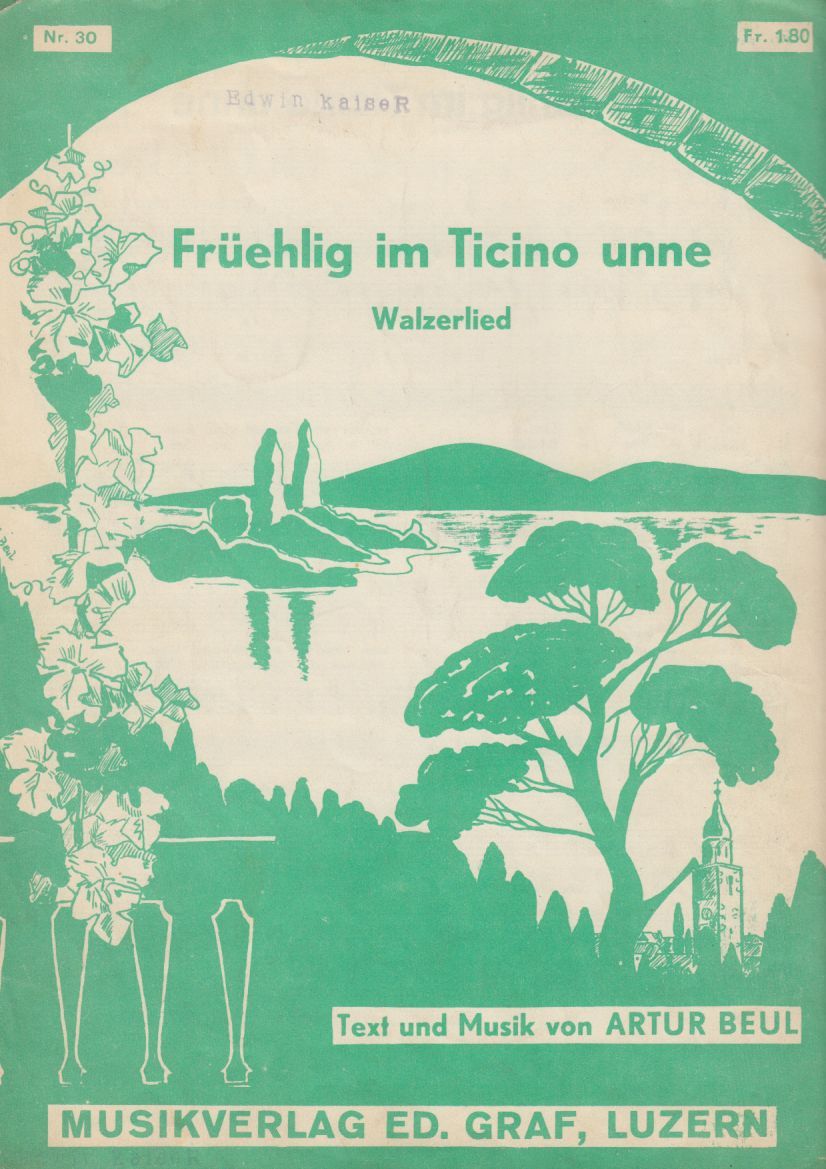 Nr. 30
Fr. 1.80
Edwin kaiseR
Früehlig im Ticino unne
Walzerlied
Text und Musik von ARTUR BEUL
MUSIKVERLAG ED. GRAF, LUZERN